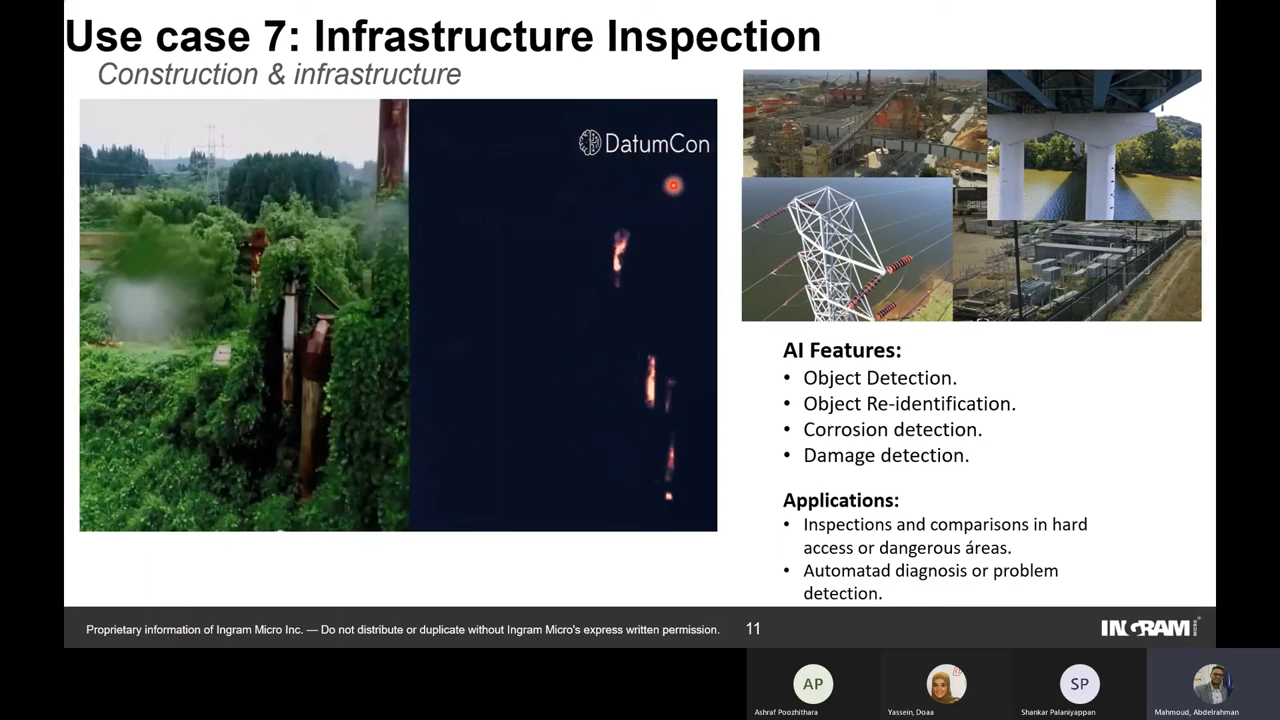 Use case 7: Infrastructure Inspection
Construction & infrastructure
DatumCon
AI Features:
• Object Detection.
• Object Re-identification.
• Corrosion detection.
• Damage detection.
Applications:
• Inspections and comparisons in hard
access or dangerous áreas.
• Automatad diagnosis or problem
detection.
Proprietary information of Ingram Micro Inc. — Do not distribute or duplicate without Ingram Micro's express written permission.
11
INGRAM MICRO
AP
SP
Ashraf Poozhithara
Yassein, Doaa
Shankar Palaniyappan
Mahmoud, Abdelrahman